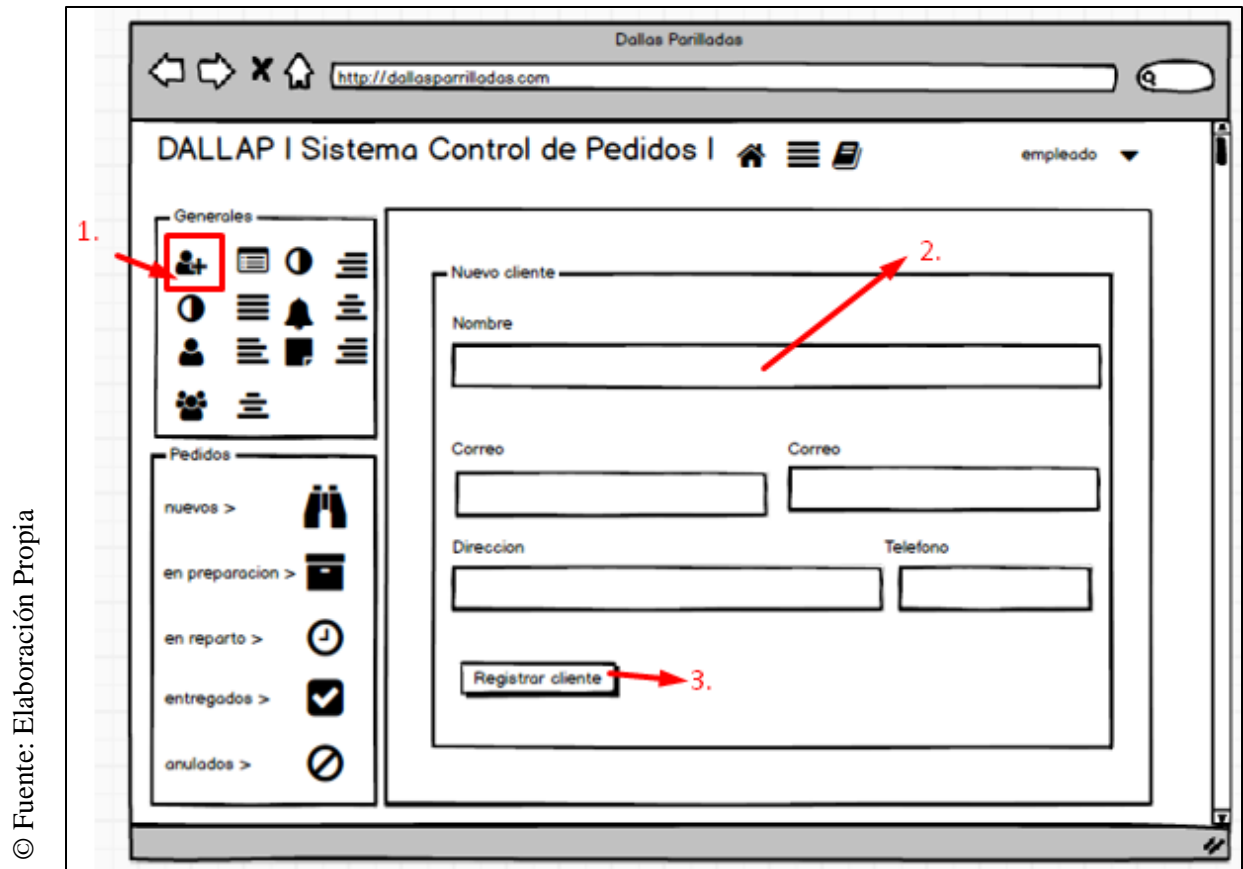 Dallas Parilladas
http://dallasparrilladas.com
DALLAP I Sistema Control de Pedidos I
empleado
Generales
1.
2.
Nuevo cliente
Nombre
Correo
Correo
Direccion
Telefono
Registrar cliente
3.
Pedidos
nuevos >
en preparacion >
en reparto >
entregados >
anulados >
© Fuente: Elaboración Propia